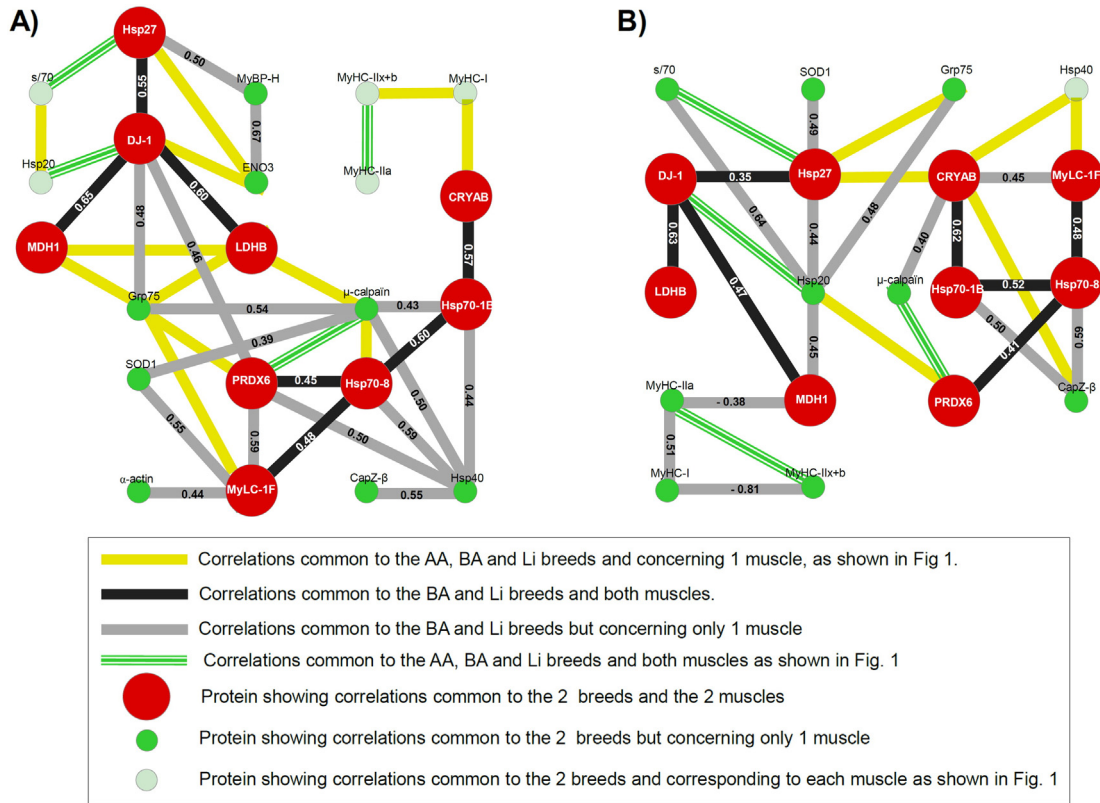 A)
B)
Hsp27
0.50
s/70
MyBP-H
0.55
MyHC-IIx+b
MyHC-I
0.67
DJ-1
Hsp20
ENO3
MyHC-IIa
CRYAB
0.65
0.60
0.48
0.46
0.57
MDH1
LDHB
Grp75
µ-calpaïn
0.43
Hsp70-1B
0.54
0.39
0.60
SOD1
PRDX6
0.45
Hsp70-8
0.44
0.50
0.55
0.59
0.50
0.59
0.48
α-actin
0.44
MyLC-1F
CapZ-β
0.55
Hsp40
s/70
SOD1
Grp75
Hsp40
0.49
DJ-1
0.35
Hsp27
CRYAB
0.45
MyLC-1F
0.64
0.48
0.44
0.40
0.63
0.62
0.48
LDHB
0.47
Hsp20
µ-calpaïn
Hsp70-1B
0.52
Hsp70-8
0.50
0.59
0.45
0.41
MyHC-IIa
- 0.38
MDH1
PRDX6
CapZ-β
0.51
MyHC-I
- 0.81
MyHC-IIx+b
Correlations common to the AA, BA and Li breeds and concerning 1 muscle, as shown in Fig 1.
Correlations common to the BA and Li breeds and both muscles.
Correlations common to the BA and Li breeds but concerning only 1 muscle
Correlations common to the AA, BA and Li breeds and both muscles as shown in Fig. 1
Protein showing correlations common to the 2 breeds and the 2 muscles
Protein showing correlations common to the 2 breeds but concerning only 1 muscle
Protein showing correlations common to the 2 breeds and corresponding to each muscle as shown in Fig. 1